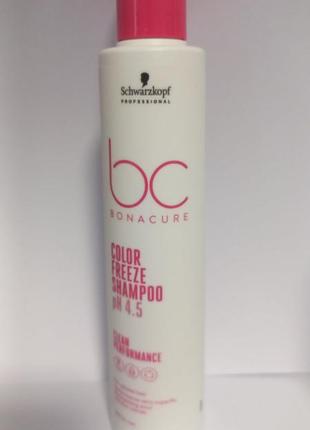 Schwarzkopf
PROFESSIONAL
bc
BONACURE
COLOR
FREEZE
SHAMPOO
pH 4.5
CLEAN
PERFORMANCE